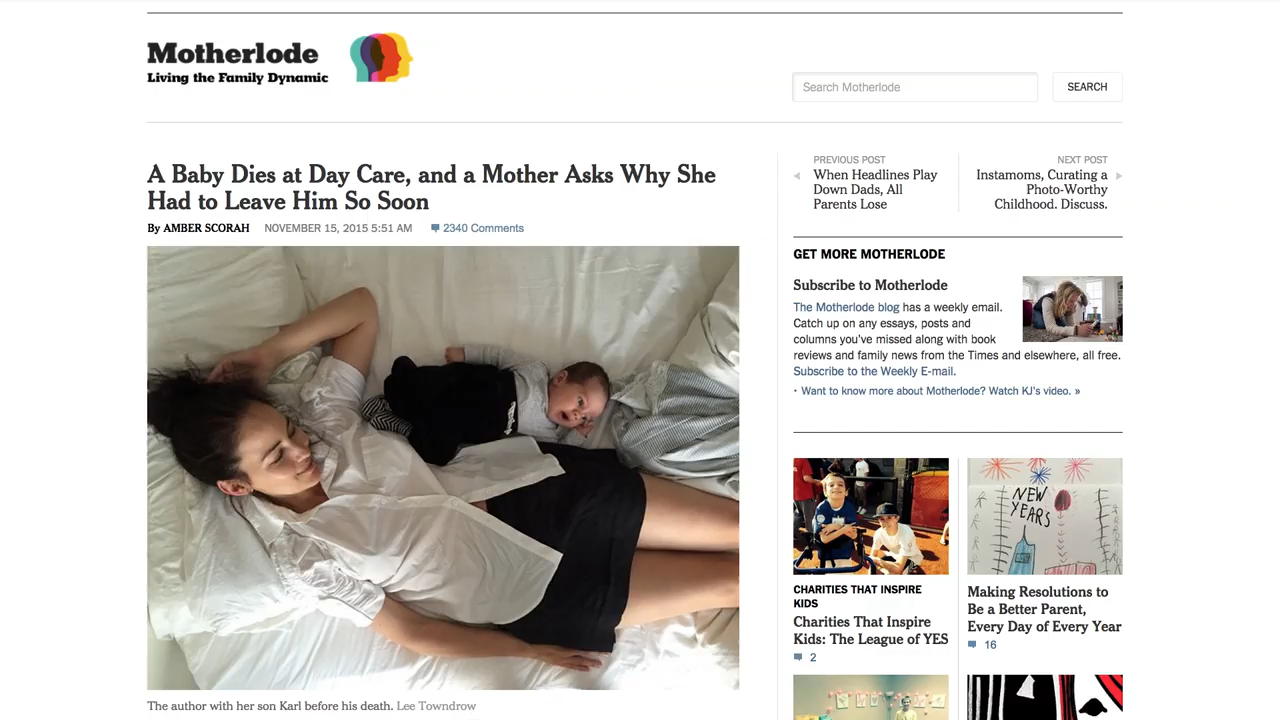 Motherlode
Living the Family Dynamic
Search Motherlode
SEARCH
A Baby Dies at Day Care, and a Mother Asks Why She
Had to Leave Him So Soon
By AMBER SCORAH NOVEMBER 15, 2015 5:51 AM 2340 Comments
The author with her son Karl before his death. Lee Towndrow
PREVIOUS POST
When Headlines Play
Down Dads, All
Parents Lose
NEXT POST
Instamoms, Curating a
Photo-Worthy
Childhood. Discuss.
GET MORE MOTHERLODE
Subscribe to Motherlode
The Motherlode blog has a weekly email.
Catch up on any essays, posts and
columns you've missed along with book
reviews and family news from the Times and elsewhere, all free.
Subscribe to the Weekly E-mail.
· Want to know more about Motherlode? Watch KJ's video. »
CHARITIES THAT INSPIRE
KIDS
Charities That Inspire
Kids: The League of YES
2
NEW
YEARS
Making Resolutions to
Be a Better Parent,
Every Day of Every Year
16